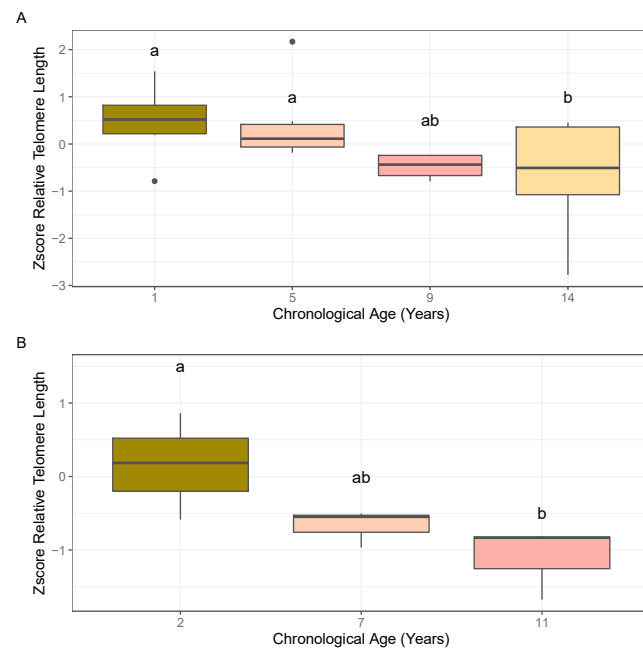 A
Zscore Relative Telomere Length
2
1
0
−1
−2
−3
a
a
ab
b
1
5
9
14
Chronological Age (Years)
B
Zscore Relative Telomere Length
1
0
−1
a
ab
b
2
7
11
Chronological Age (Years)